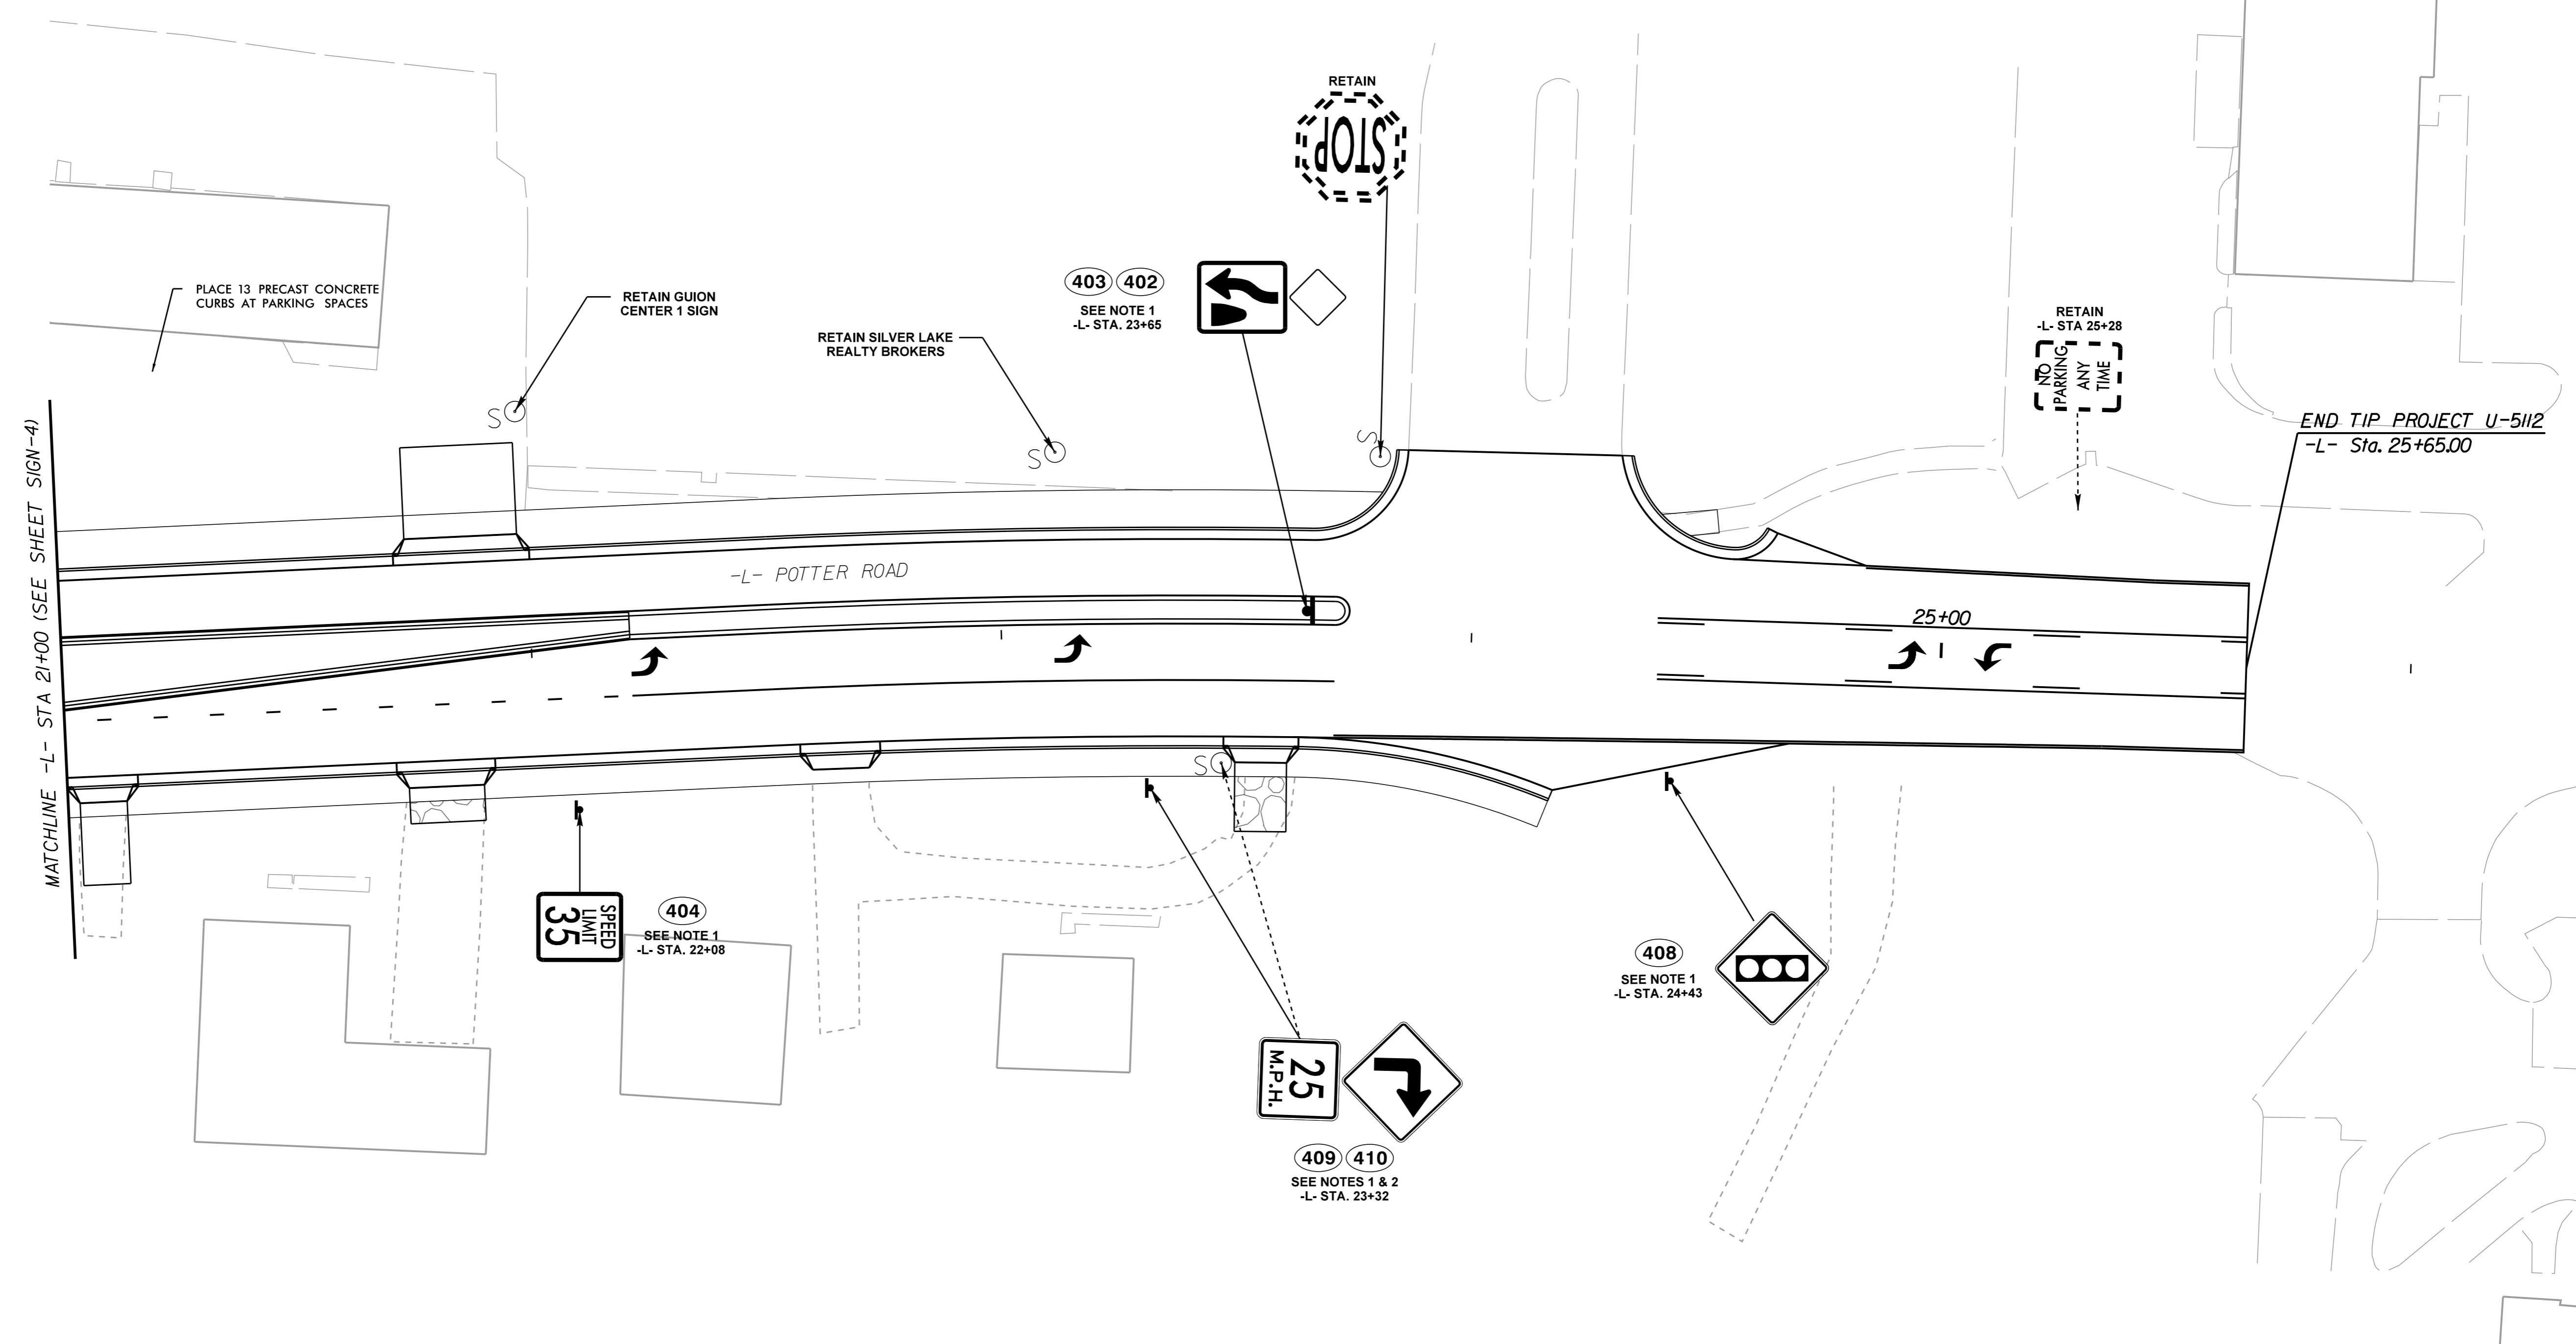 RETAIN
STOP
403 402
SEE NOTE 1
-L- STA. 23+65
PLACE 13 PRECAST CONCRETE
CURBS AT PARKING SPACES
RETAIN GUION
CENTER 1 SIGN
RETAIN SILVER LAKE
REALTY BROKERS
RETAIN
-L- STA 25+28
NO
PARKING
ANY
TIME
END TIP PROJECT U-5112
-L- Sta. 25+65.00
S
S
S
MATCHLINE -L- STA 21+00 (SEE SHEET SIGN-4)
-L- POTTER ROAD
25+00
S
SPEED
LIMIT
35
404
SEE NOTE 1
-L- STA. 22+08
408
SEE NOTE 1
-L- STA. 24+43
25
M.P.H.
409 410
SEE NOTES 1 & 2
-L- STA. 23+32